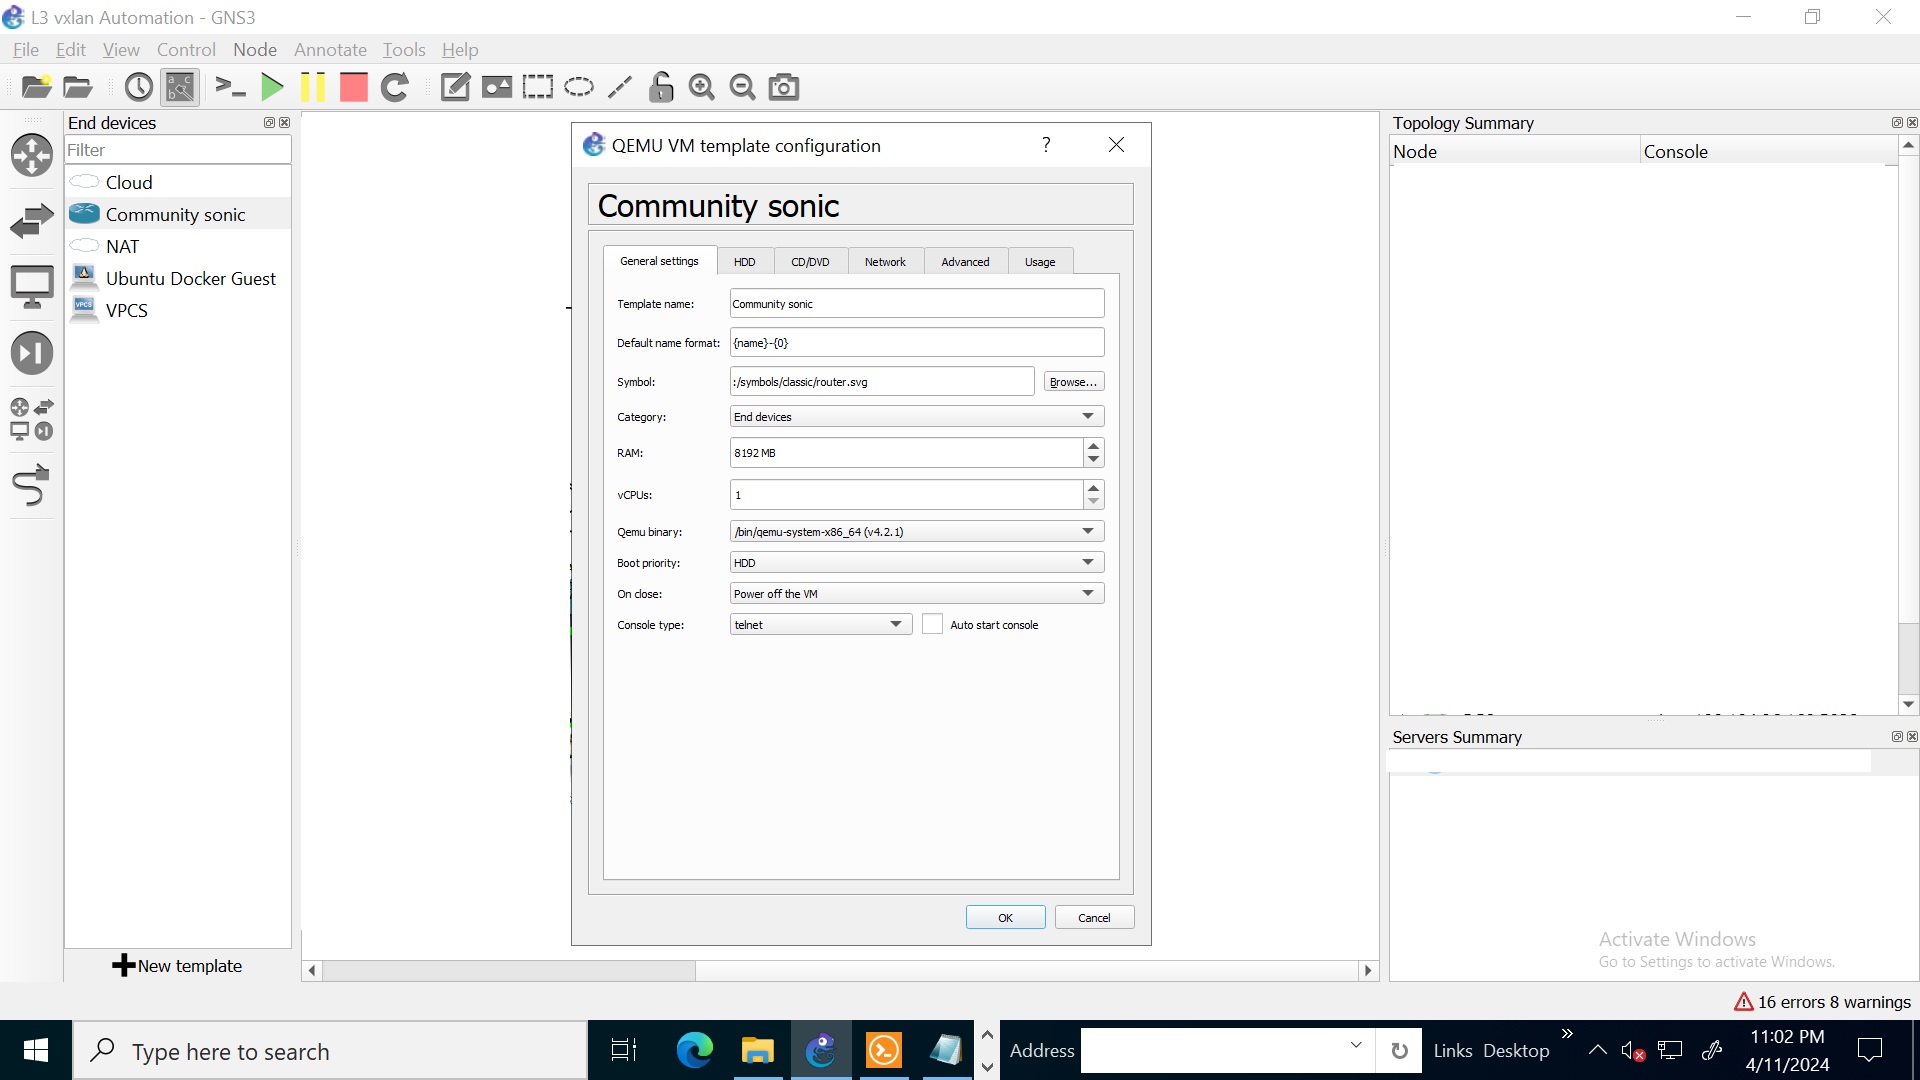 L3 vxlan Automation - GNS3
File Edit View Control Node Annotate Tools Help
End devices
Filter
Cloud
Community sonic
NAT
Ubuntu Docker Guest
VPCS
New template
QEMU VM template configuration
?
Community sonic
General settings HDD CD/DVD Network Advanced Usage
Template name: Community sonic
Default name format: {name}-{0}
Symbol: :/symbols/classic/router.svg Browse...
Category: End devices
RAM: 8192 MB
vCPUs: 1
Qemu binary: /bin/qemu-system-x86_64 (v4.2.1)
Boot priority: HDD
On close: Power off the VM
Console type: telnet Auto start console
OK Cancel
Topology Summary
Node Console
Servers Summary
Activate Windows
Go to Settings to activate Windows.
16 errors 8 warnings
Type here to search
Address
Links Desktop
11:02 PM
4/11/2024